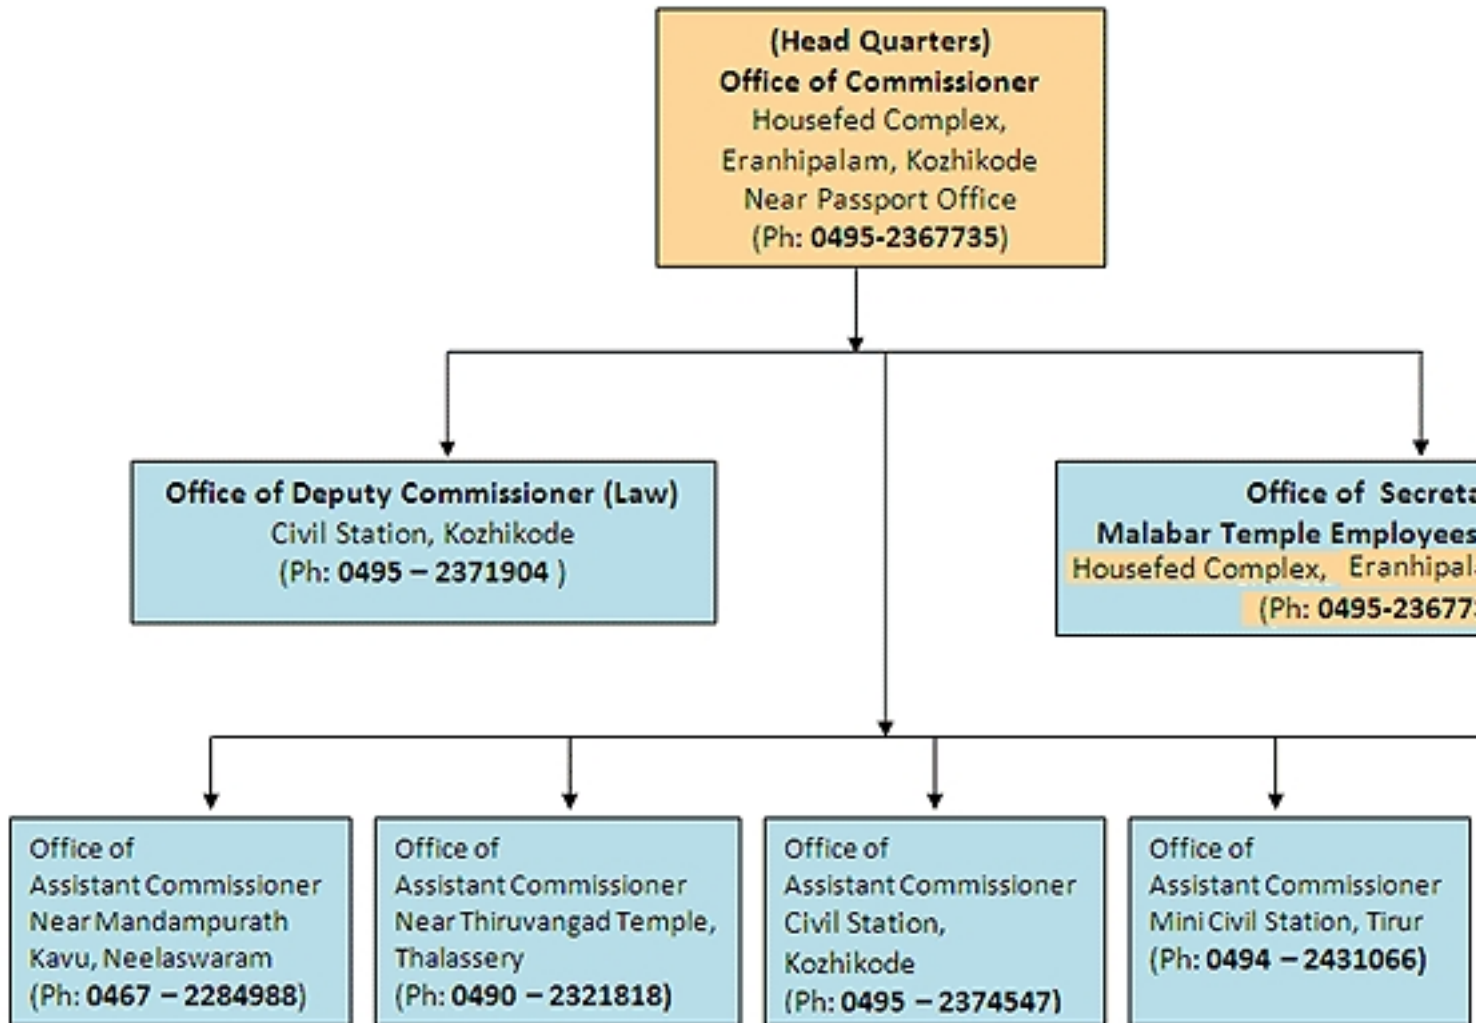 (Head Quarters)
Office of Commissioner
Housefed Complex,
Eranhipalam, Kozhikode
Near Passport Office
(Ph: 0495-2367735)
Office of Deputy Commissioner (Law)
Civil Station, Kozhikode
(Ph: 0495 – 2371904 )
Office of
Malabar Temple Employees
Housefed Complex,
(Ph:
Office of
Assistant Commissioner
Near Mandampurath
Kavu, Neelaswaram
(Ph: 0467 – 2284988)
Office of
Assistant Commissioner
Near Thiruvangad Temple,
Thalassery
(Ph: 0490 – 2321818)
Office of
Assistant Commissioner
Civil Station,
Kozhikode
(Ph: 0495 – 2374547)
Office of
Assistant Commissioner
Mini Civil Station, Tirur
(Ph: 0494 – 2431066)